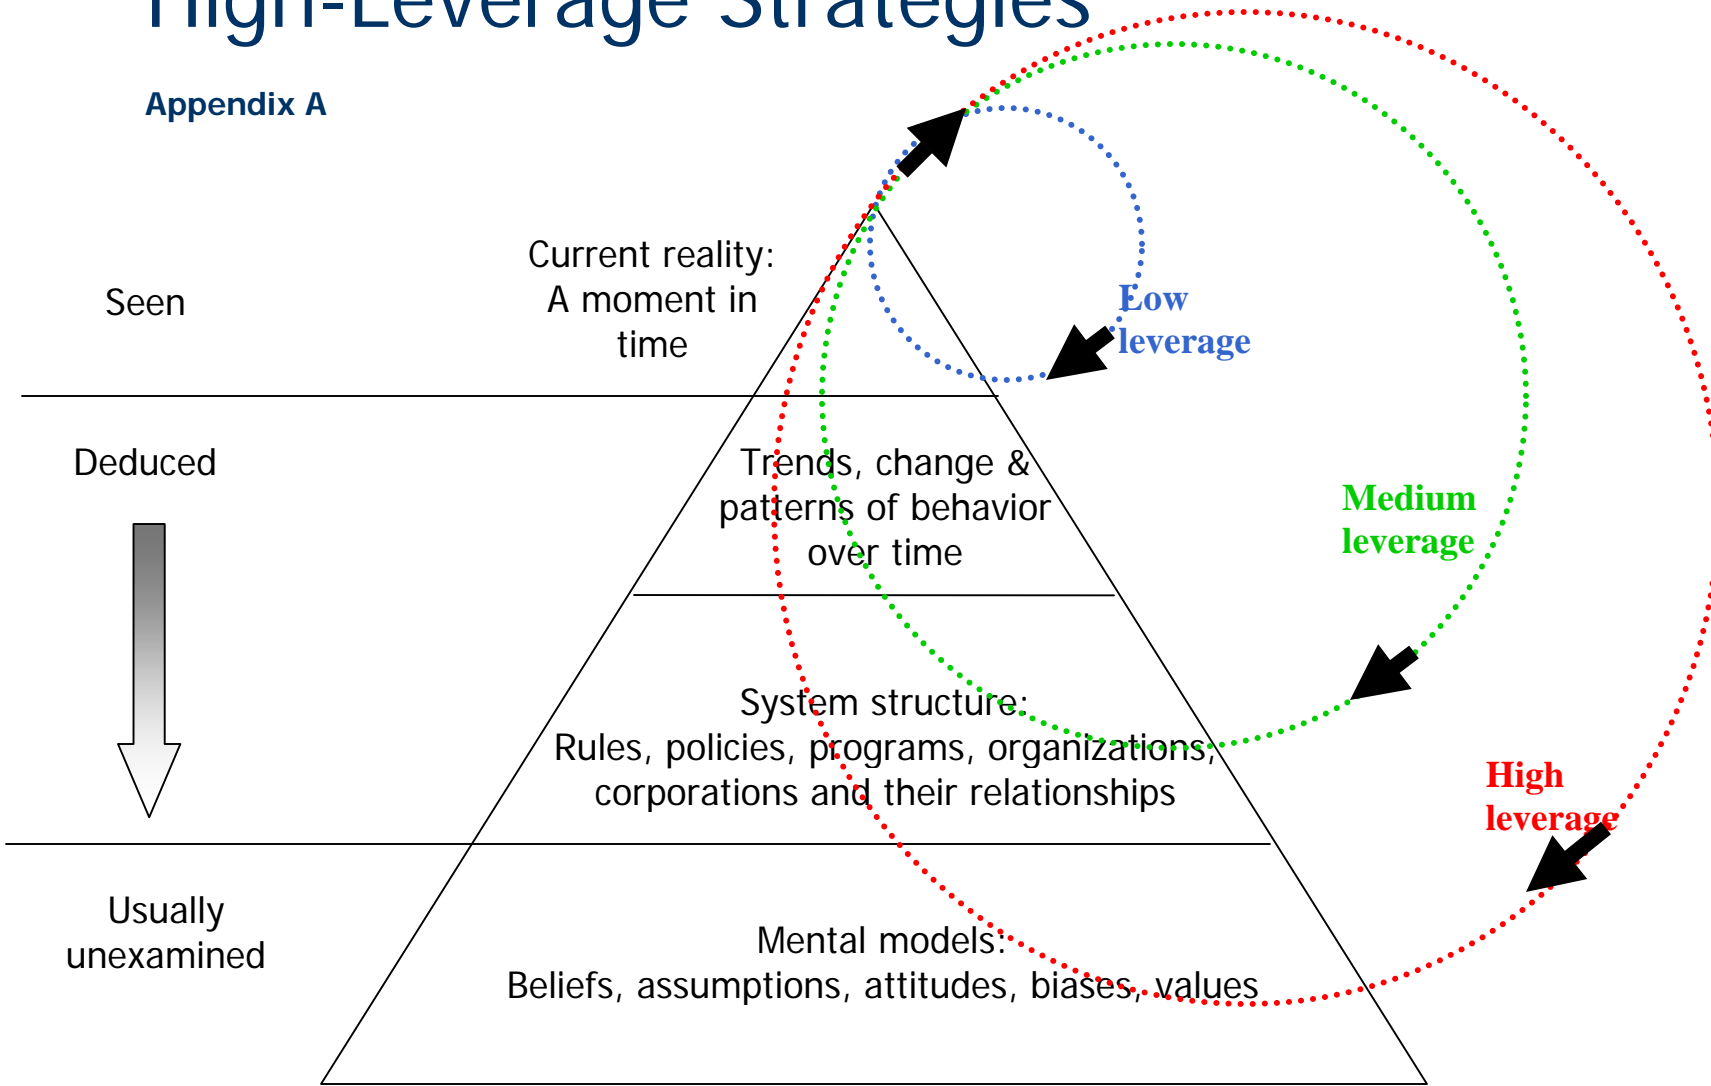 High-Leverage Strategies
Appendix A
Current reality:
A moment in
time
Seen
Low
leverage
Deduced
Trends, change &
patterns of behavior
over time
Medium
leverage
System structure:
Rules, policies, programs, organizations,
corporations and their relationships
High
leverage
Usually
unexamined
Mental models:
Beliefs, assumptions, attitudes, biases, values